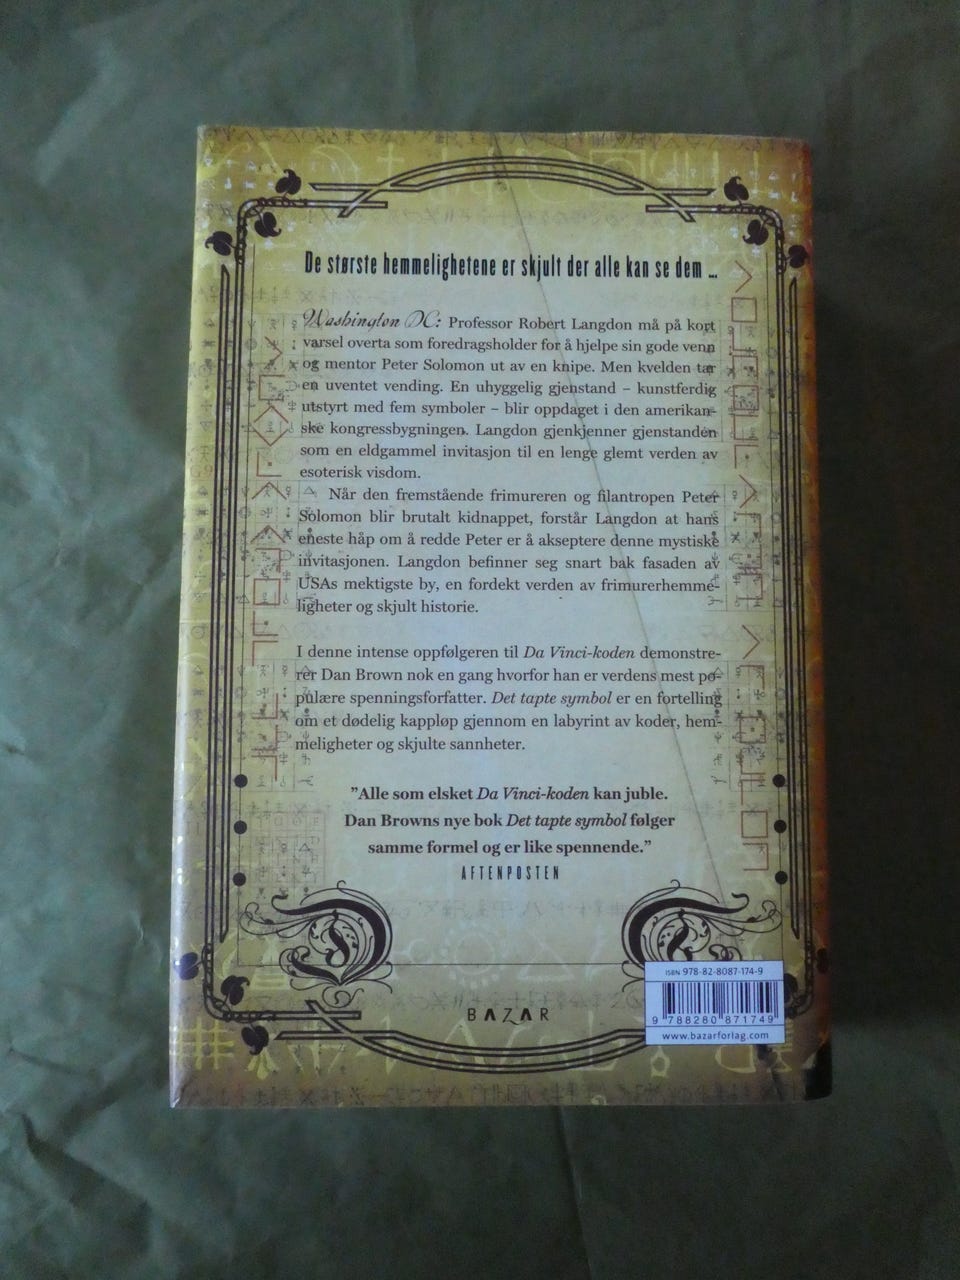 De største hemmelighetene er skjult der alle kan se dem ...
Washington DC: Professor Robert Langdon må på kort
varsel overta som foredragsholder for å hjelpe sin gode venn
og mentor Peter Solomon ut av en knipe. Men kvelden tar
en uventet vending. En uhyggelig gjenstand – kunstferdig
utstyrt med fem symboler – blir oppdaget i den amerikan-
ske kongressbygningen. Langdon gjenkjenner gjenstanden
som en eldgammel invitasjon til en lenge glemt verden av
esoterisk visdom.
Når den fremstående frimureren og filantropen Peter
Solomon blir brutalt kidnappet, forstår Langdon at hans
eneste håp om å redde Peter er å akseptere denne mystiske
invitasjonen. Langdon befinner seg snart bak fasaden av
USAs mektigste by, en fordekt verden av frimurerhemme-
ligheter og skjult historie.
I denne intense oppfølgeren til Da Vinci-koden demonstre-
rer Dan Brown nok en gang hvorfor han er verdens mest po-
pulære spenningsforfatter. Det tapte symbol er en fortelling
om et dødelig kappløp gjennom en labyrint av koder, hem-
meligheter og skjulte sannheter.
”Alle som elsket Da Vinci-koden kan juble.
Dan Browns nye bok Det tapte symbol følger
samme formel og er like spennende.”
AFTENPOSTEN
BAZAR
ISBN 978-82-8087-174-9
9 788280 871749
www.bazarforlag.com